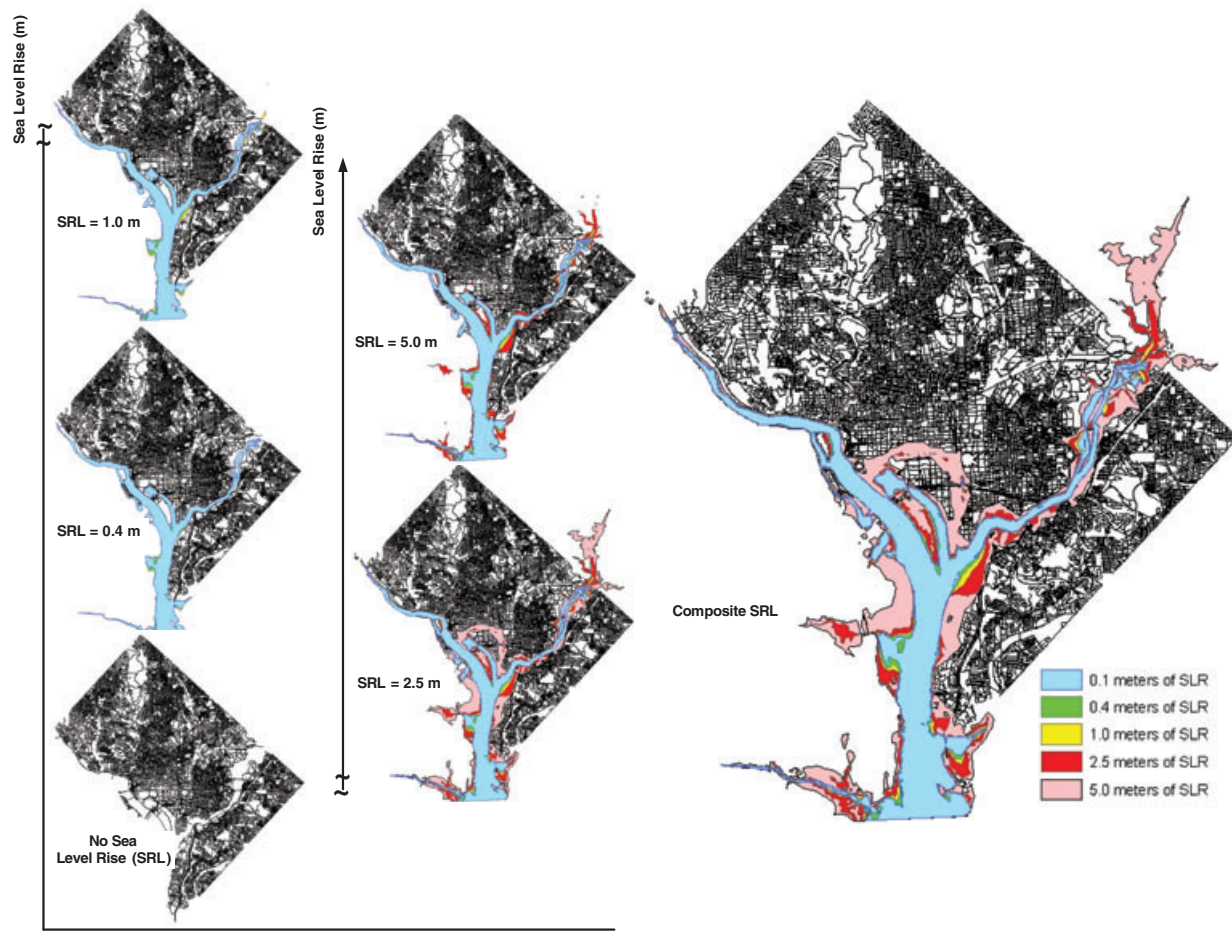 Sea Level Rise (m)
SRL = 1.0 m
SRL = 0.4 m
No Sea
Level Rise (SRL)
Sea Level Rise (m)
SRL = 5.0 m
SRL = 2.5 m
Composite SRL
0.1 meters of SLR
0.4 meters of SLR
1.0 meters of SLR
2.5 meters of SLR
5.0 meters of SLR